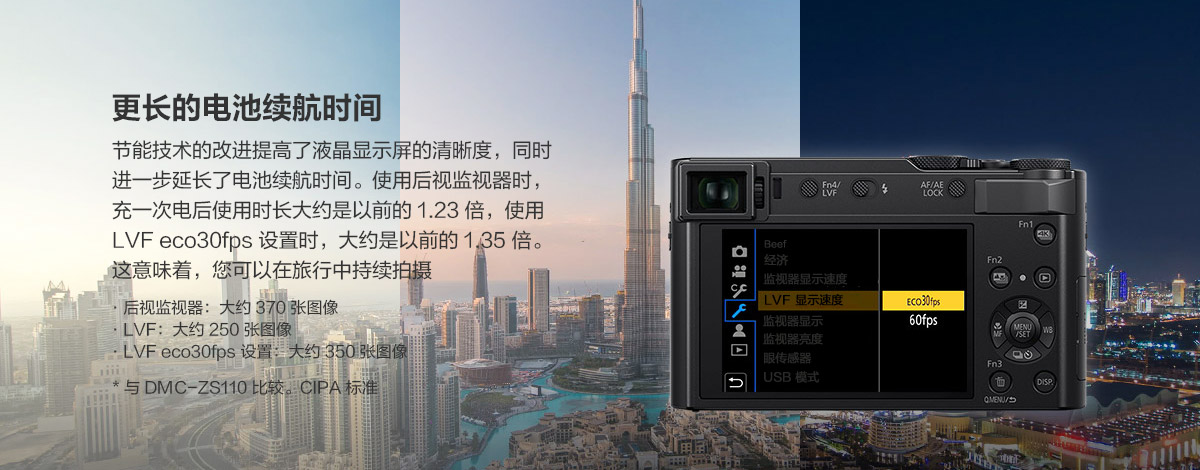 更长的电池续航时间
节能技术的改进提高了液晶显示屏的清晰度，同时
进一步延长了电池续航时间。使用后视监视器时，
充一次电后使用时长大约是以前的 1.23 倍，使用
LVF eco30fps 设置时，大约是以前的 1.35 倍。
这意味着，您可以在旅行中持续拍摄
· 后视监视器：大约 370 张图像
· LVF：大约 250 张图像
· LVF eco30fps 设置：大约 350 张图像
* 与 DMC-ZS110 比较。CIPA 标准
Fn4/
LVF
AF/AE
LOCK
Fn1
4K
Fn2
Beef
经济
监视器显示速度
LVF 显示速度
监视器显示
监视器亮度
眼传感器
USB 模式
ECO30fps
60fps
MF
MENU
/SET
WB
Fn3
DISP.
Q.MENU/